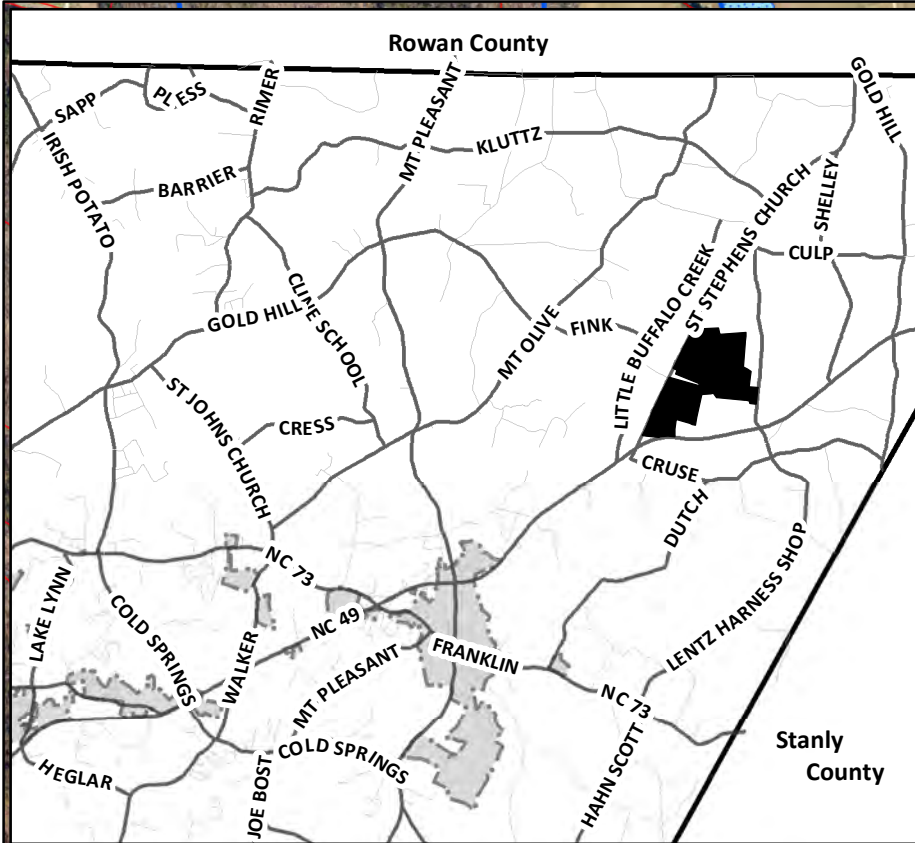 Rowan County
GOLD HILL
MT PLEASANT
RIMER
SAPP
PLESS
IRISH POTATO
KLUTTZ
BARRIER
ST STEPHENS CHURCH
SHELLEY
CULP
LITTLE BUFFALO CREEK
CLINE SCHOOL
GOLD HILL
MT OLIVE
FINK
ST JOHNS CHURCH
CRESS
CRUSE
DUTCH
NC 73
LENTZ HARNESS SHOP
LAKE LYNN
COLD SPRINGS
WALKER
NC 49
MT PLEASANT
FRANKLIN
NC 73
HAHN SCOTT
Stanly
County
COLD SPRINGS
HEGLAR
JOE BOST